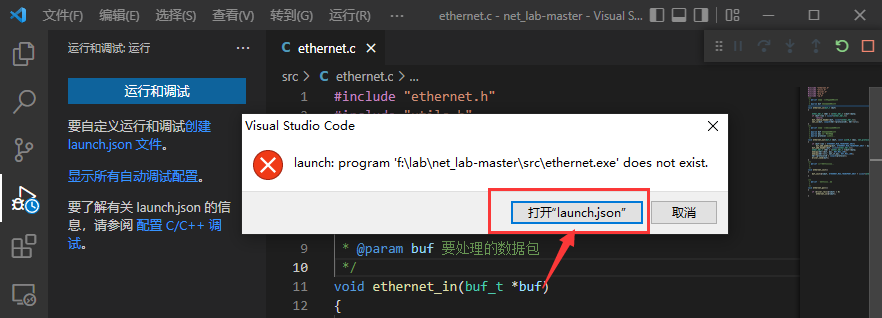 文件(F) 编辑(E) 选择(S) 查看(V) 转到(G) 运行(R) ··· ethernet.c - net_lab-master - Visual S...
运行和调试: 运行 ···
运行和调试
要自定义运行和调试创建
launch.json 文件。
显示所有自动调试配置。
要了解有关 launch.json 的信
息，请参阅 配置 C/C++ 调
试。
C ethernet.c ×
src > C ethernet.c > ...
1 #include "ethernet.h"
Visual Studio Code
launch: program 'f:\lab\net_lab-master\src\ethernet.exe' does not exist.
打开“launch.json”
取消
9 * @param buf 要处理的数据包
10 */
11 void ethernet_in(buf_t *buf)
12 {